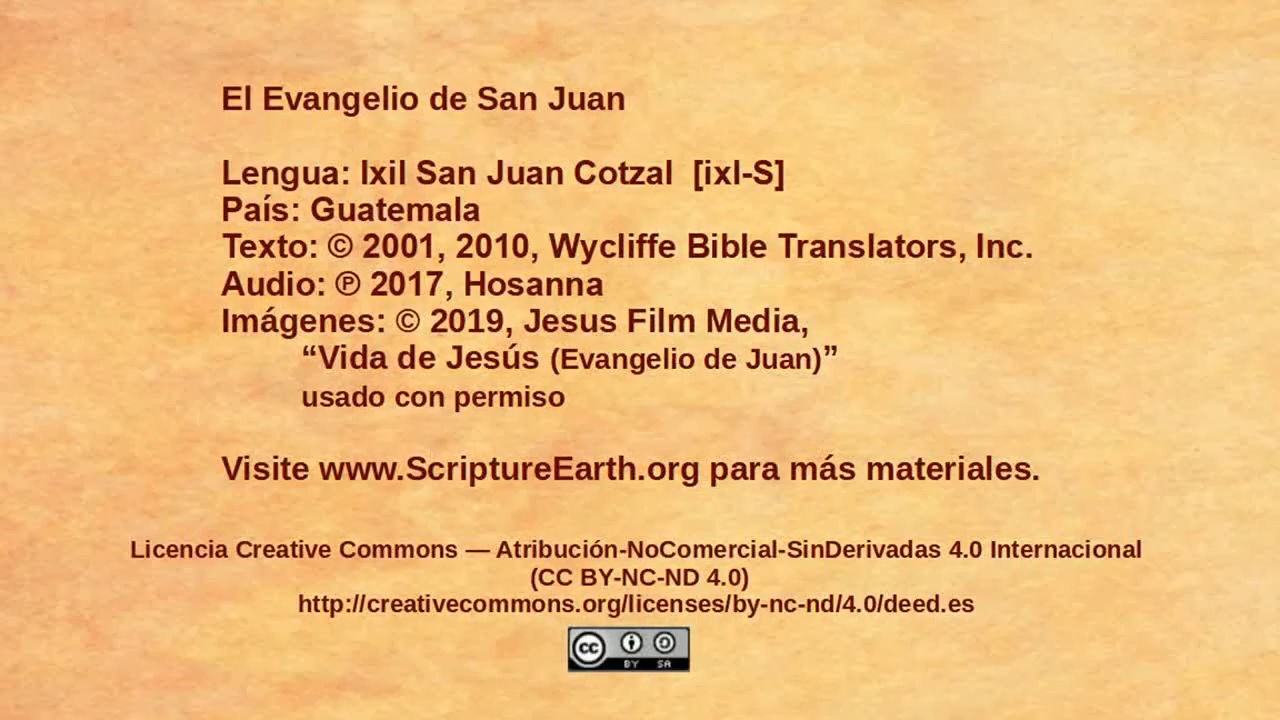 El Evangelio de San Juan
Lengua: Ixil San Juan Cotzal [ixl-S]
País: Guatemala
Texto: © 2001, 2010, Wycliffe Bible Translators, Inc.
Audio: ℗ 2017, Hosanna
Imágenes: © 2019, Jesus Film Media,
“Vida de Jesús (Evangelio de Juan)”
usado con permiso
Visite www.ScriptureEarth.org para más materiales.
Licencia Creative Commons — Atribución-NoComercial-SinDerivadas 4.0 Internacional
(CC BY-NC-ND 4.0)
http://creativecommons.org/licenses/by-nc-nd/4.0/deed.es
cc
BY SA